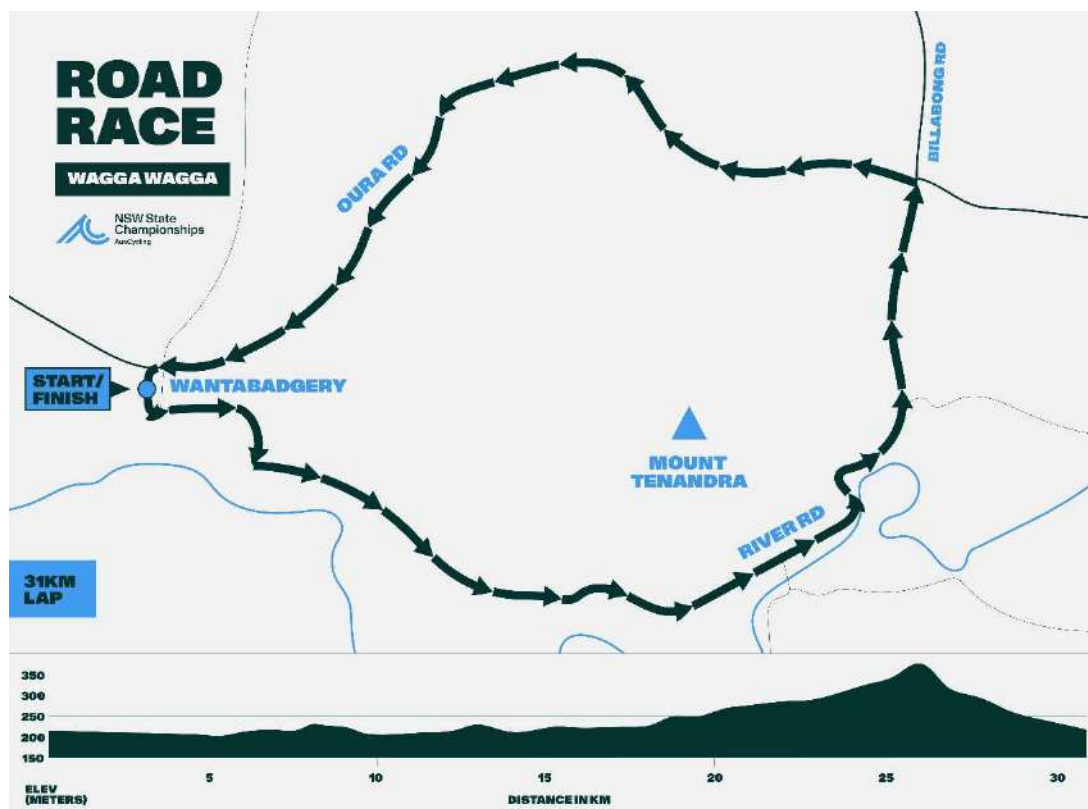 ROAD
RACE
WAGGA WAGGA
NSW State
Championships
AusCycling
OURA RD
BILLABONG RD
START/
FINISH
WANTABADGERY
MOUNT
TENANDRA
RIVER RD
31KM
LAP
350
300
250
200
150
5
10
15
20
25
30
ELEV
(METERS)
DISTANCE IN KM